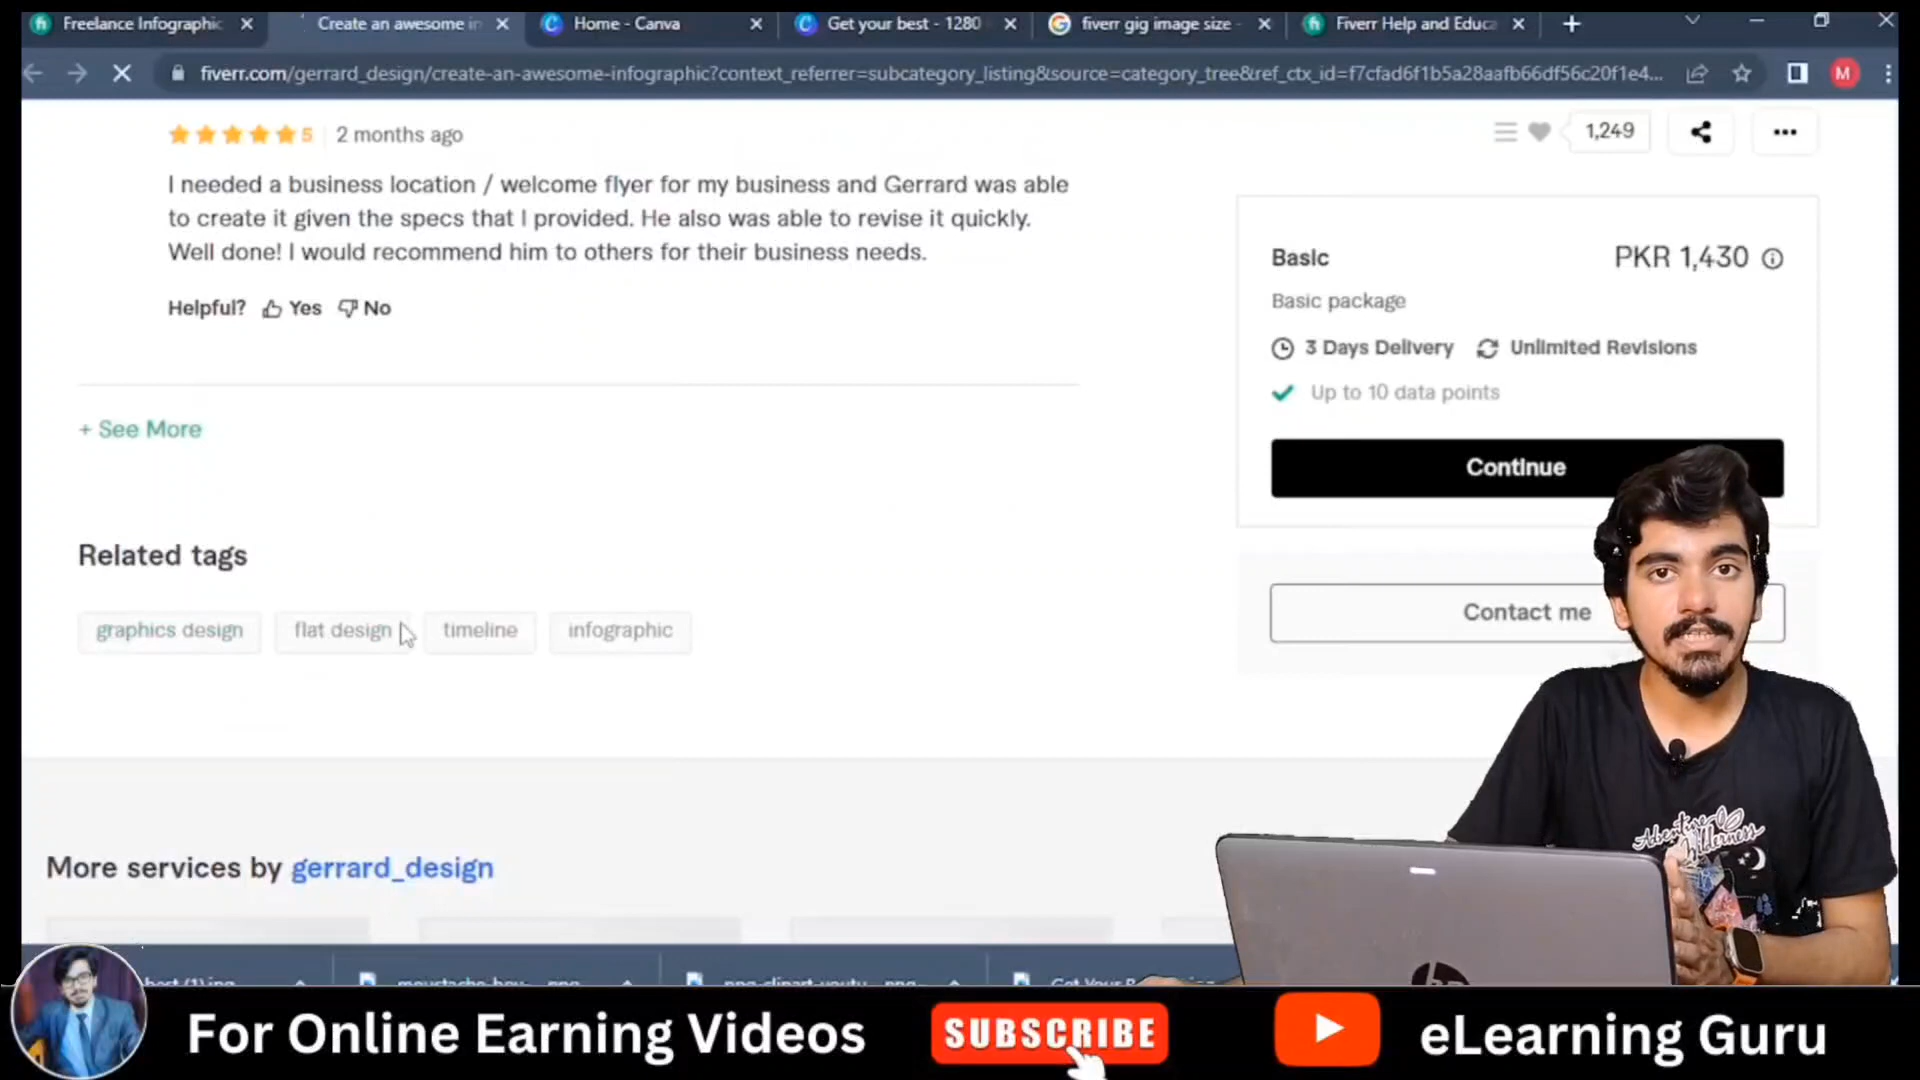 Freelance Infographic
Create an awesome in
Home - Canva
Get your best - 1280
fiverr gig image size -
Fiverr Help and Educa
fiverr.com/gerrard_design/create-an-awesome-infographic?context_referrer=subcategory_listing&source=category_tree&ref_ctx_id=f7cfad6f1b5a28aafb66df56c20f1e4...
M
5 2 months ago
1,249
I needed a business location / welcome flyer for my business and Gerrard was able
to create it given the specs that I provided. He also was able to revise it quickly.
Well done! I would recommend him to others for their business needs.
Helpful? Yes No
Basic PKR 1,430
Basic package
3 Days Delivery Unlimited Revisions
Up to 10 data points
Continue
Contact me
+ See More
Related tags
graphics design flat design timeline infographic
More services by gerrard_design
Adventure Of
Wilderness
hp
For Online Earning Videos
SUBSCRIBE
eLearning Guru